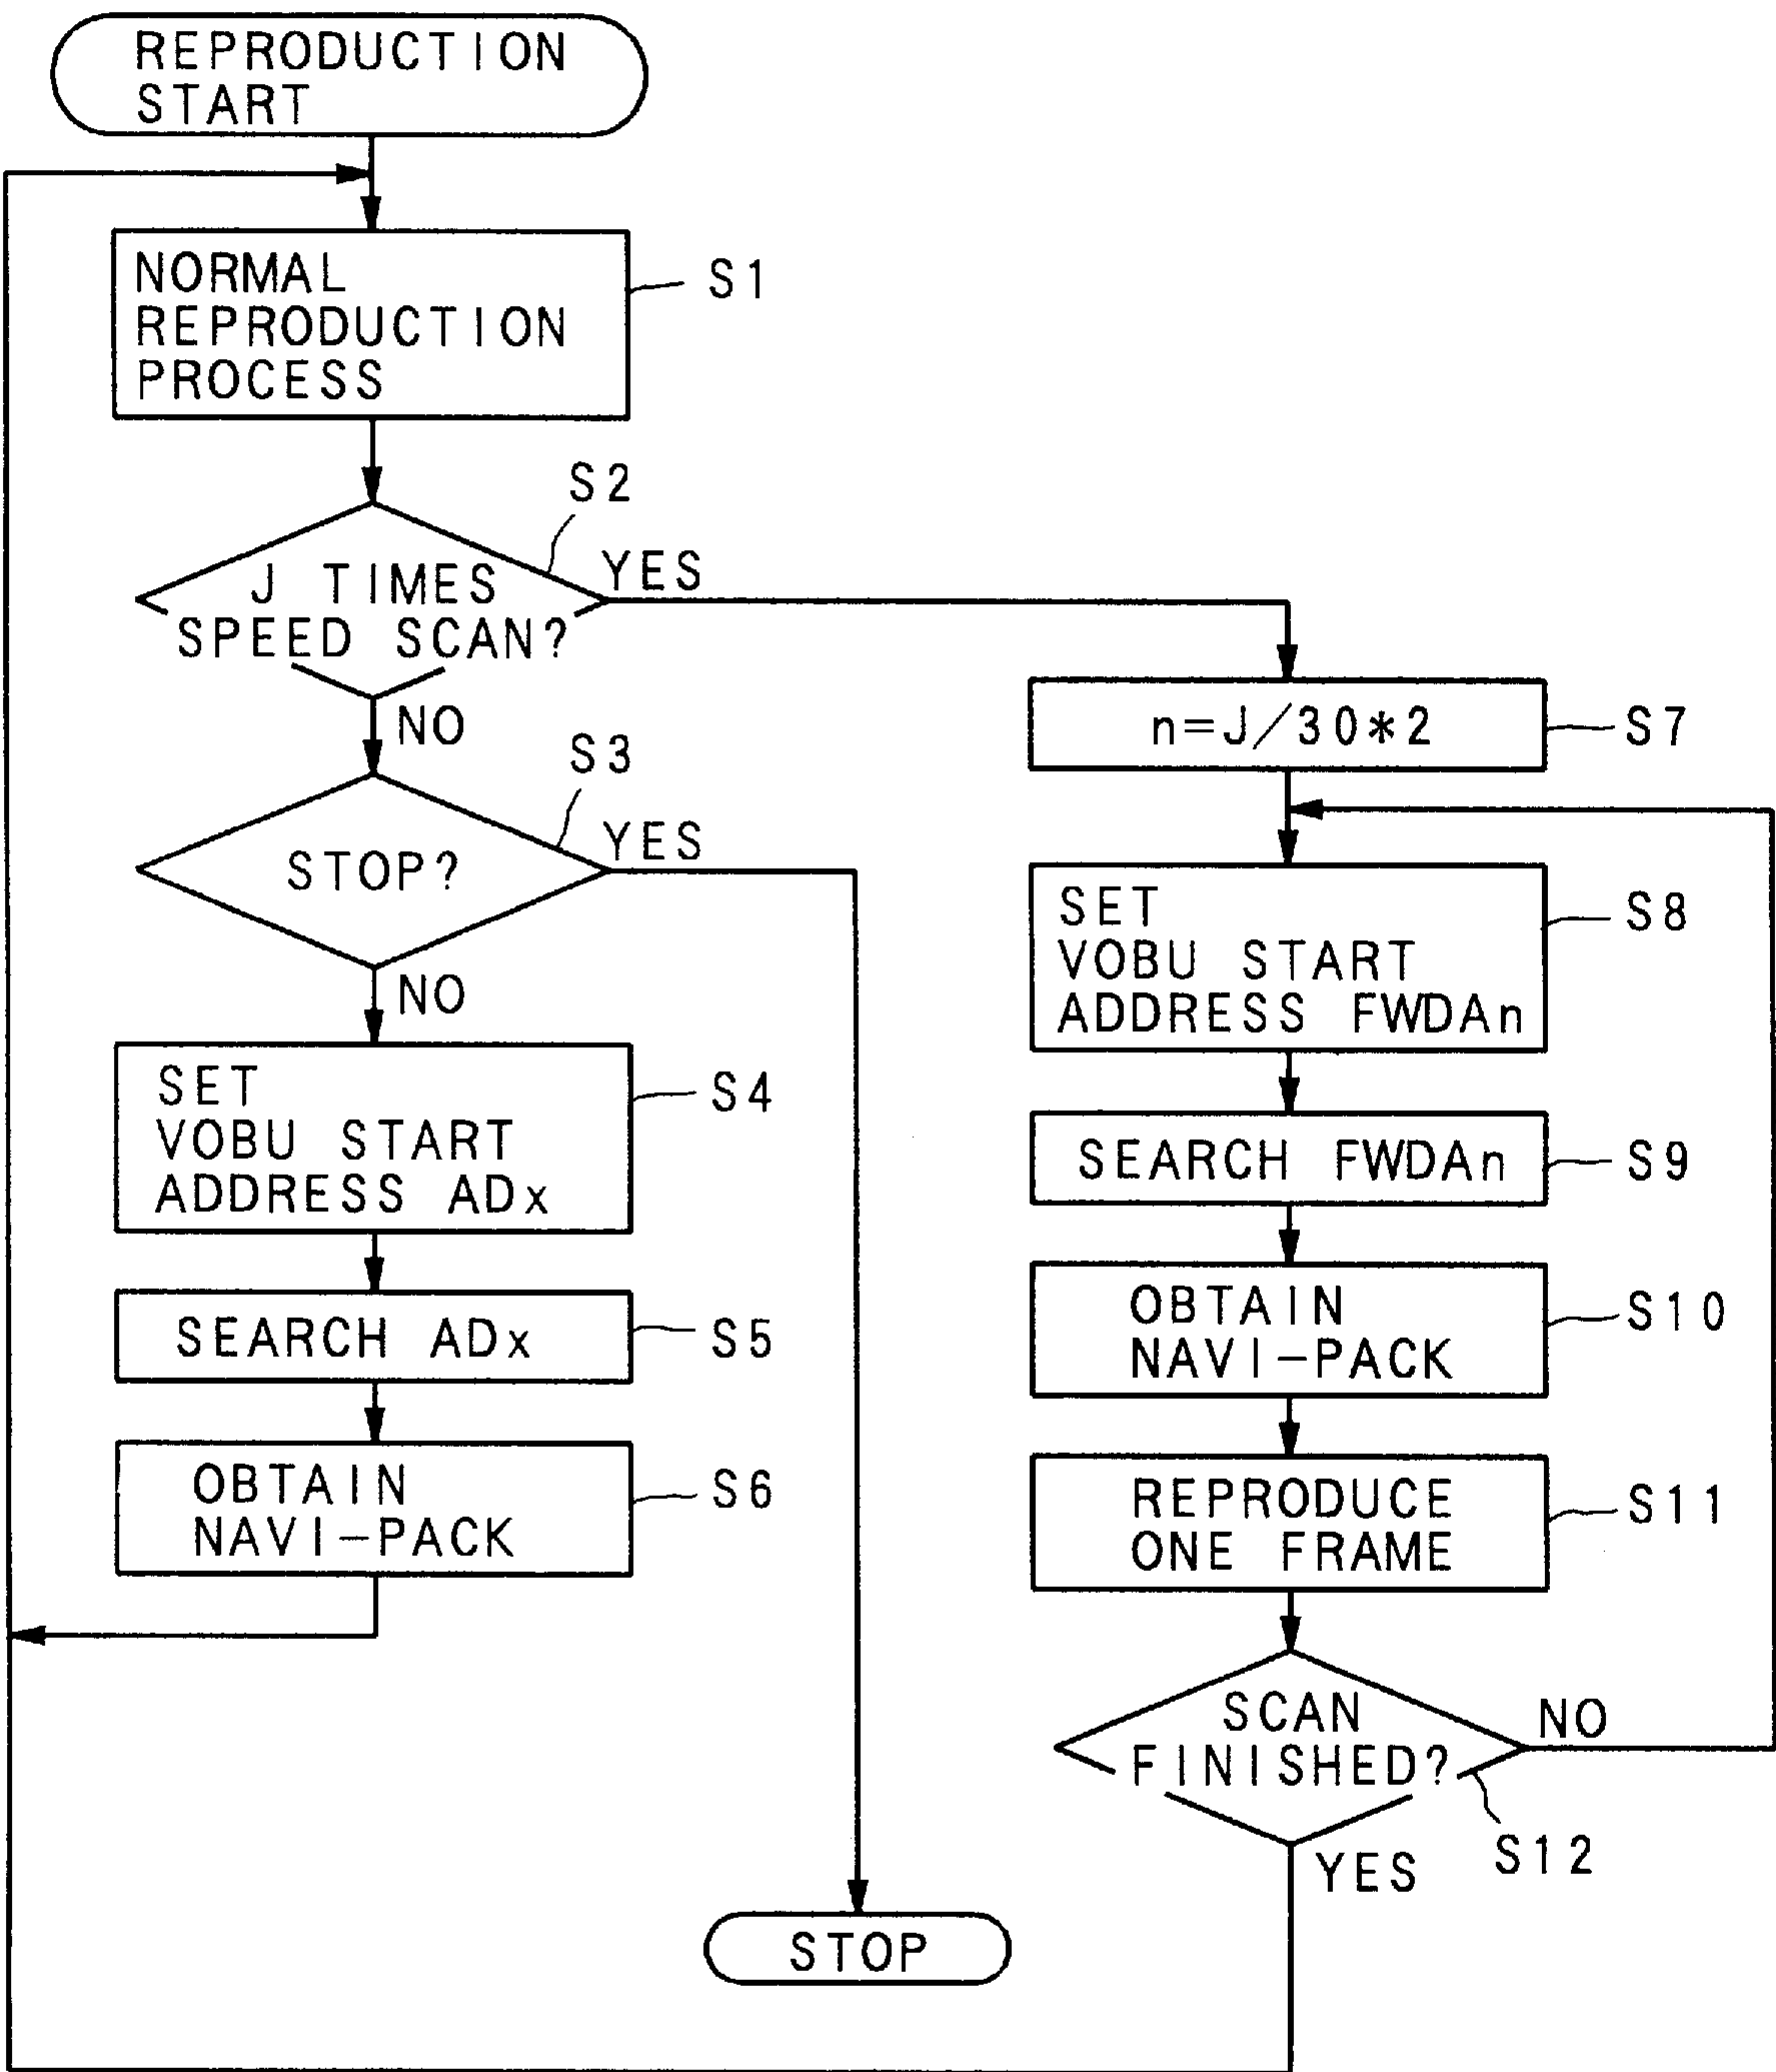 REPRODUCTION
START
NORMAL
REPRODUCTION
PROCESS
S1
S2
J TIMES
SPEED SCAN?
YES
NO
S3
STOP?
YES
NO
SET
VOBU START
ADDRESS ADx
S4
SEARCH ADx
S5
OBTAIN
NAVI-PACK
S6
STOP
n=J/30*2
S7
SET
VOBU START
ADDRESS FWDAn
S8
SEARCH FWDAn
S9
OBTAIN
NAVI-PACK
S10
REPRODUCE
ONE FRAME
S11
SCAN
FINISHED?
NO
S12
YES